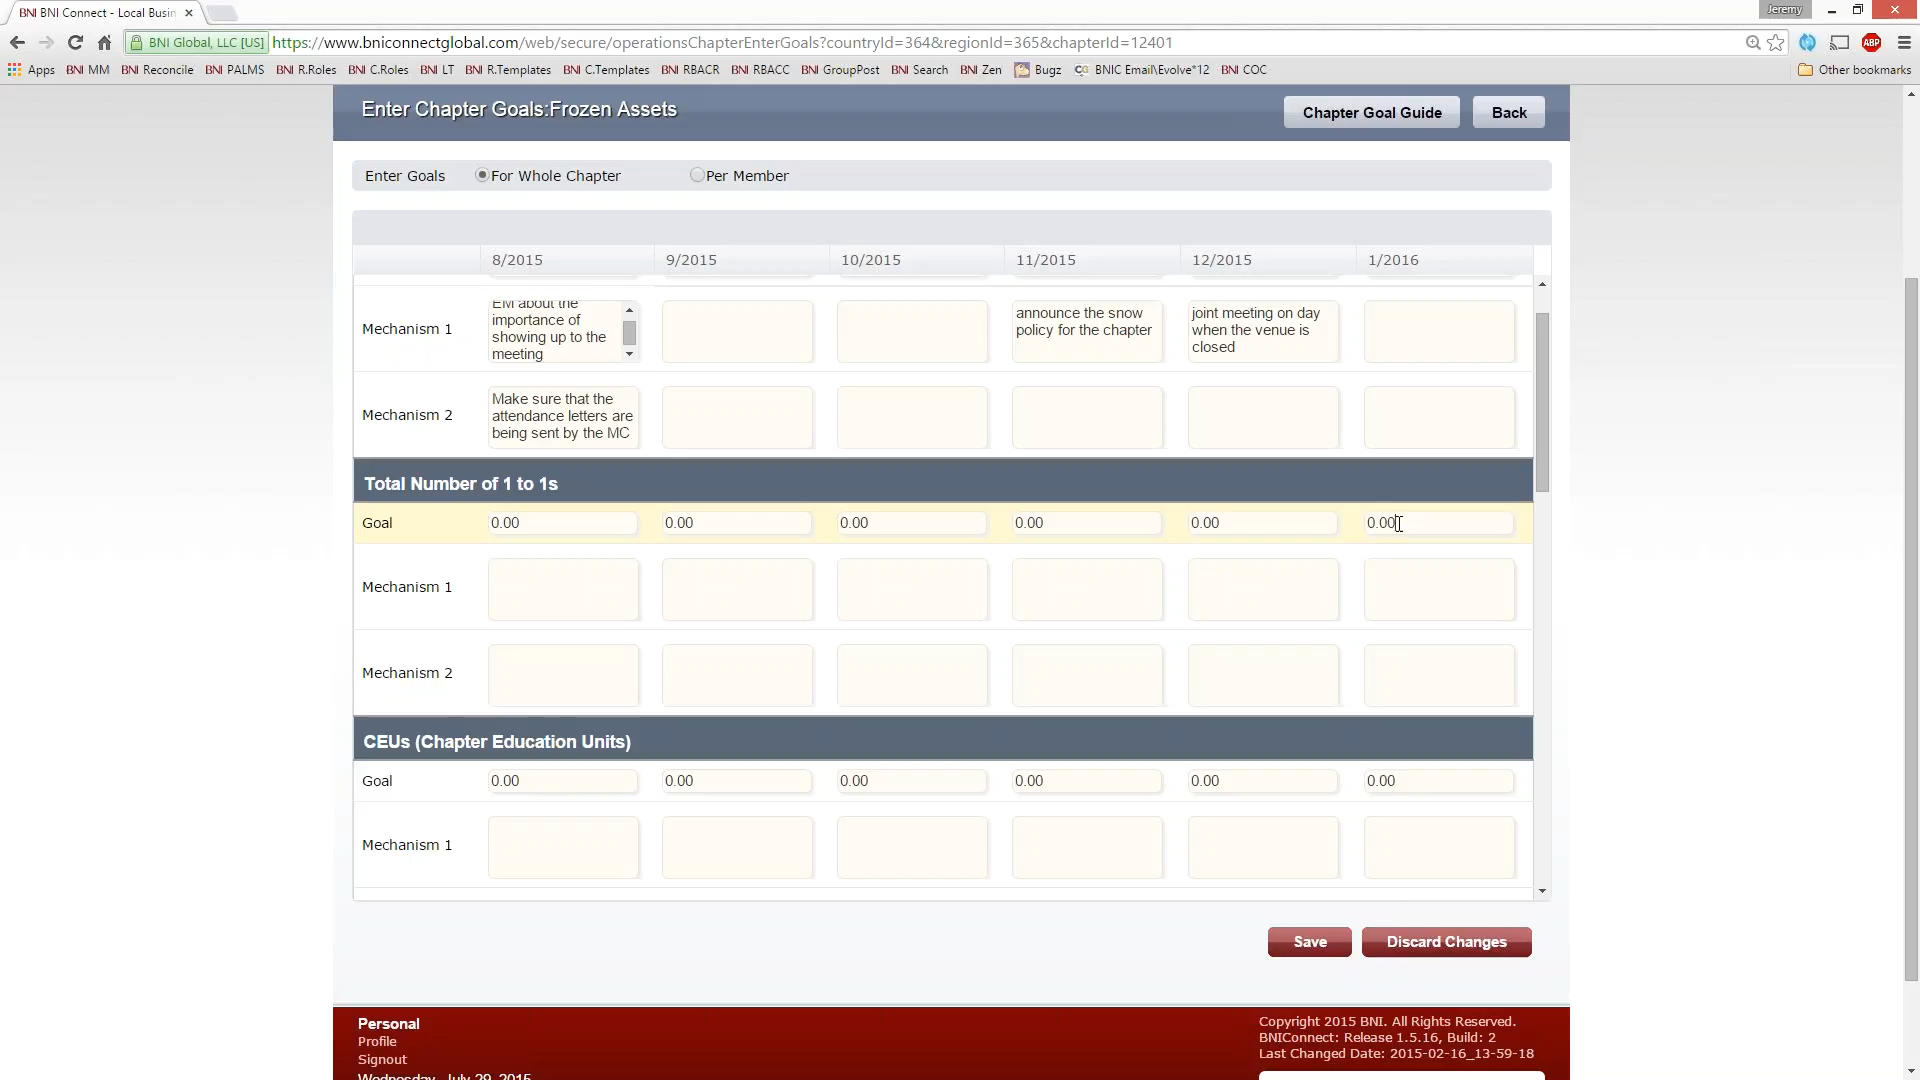 BNI BNI Connect - Local Busin
Jeremy
BNI Global, LLC [US] https://www.bniconnectglobal.com/web/secure/operationsChapterEnterGoals?countryId=364&regionId=365&chapterId=12401
ABP
Apps BNI MM BNI Reconcile BNI PALMS BNI R.Roles BNI C.Roles BNI LT BNI R.Templates BNI C.Templates BNI RBACR BNI RBACC BNI GroupPost BNI Search BNI Zen Bugz BNIC Email\Evolve*12 BNI COC Other bookmarks
Enter Chapter Goals:Frozen Assets
Chapter Goal Guide
Back
Enter Goals For Whole Chapter Per Member
8/2015 9/2015 10/2015 11/2015 12/2015 1/2016
Mechanism 1
EM about the
importance of
showing up to the
meeting
announce the snow
policy for the chapter
joint meeting on day
when the venue is
closed
Mechanism 2
Make sure that the
attendance letters are
being sent by the MC
Total Number of 1 to 1s
Goal 0.00 0.00 0.00 0.00 0.00 0.00
Mechanism 1
Mechanism 2
CEUs (Chapter Education Units)
Goal 0.00 0.00 0.00 0.00 0.00 0.00
Mechanism 1
Save
Discard Changes
Personal
Profile
Signout
Wednesday, July 29, 2015
Copyright 2015 BNI. All Rights Reserved.
BNIConnect: Release 1.5.16, Build: 2
Last Changed Date: 2015-02-16_13-59-18